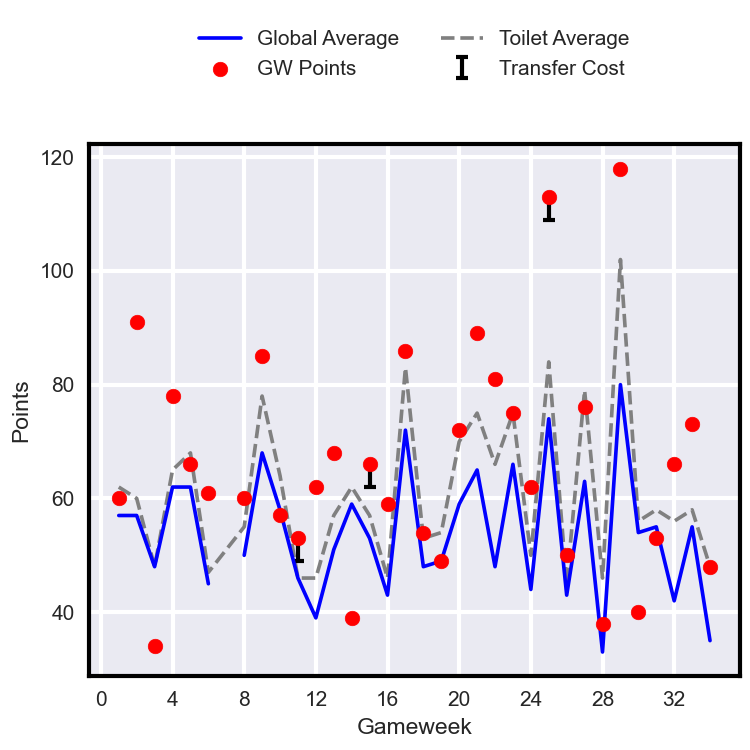 Global Average
Toilet Average
GW Points
Transfer Cost
120
100
80
60
40
Points
0 4 8 12 16 20 24 28 32
Gameweek